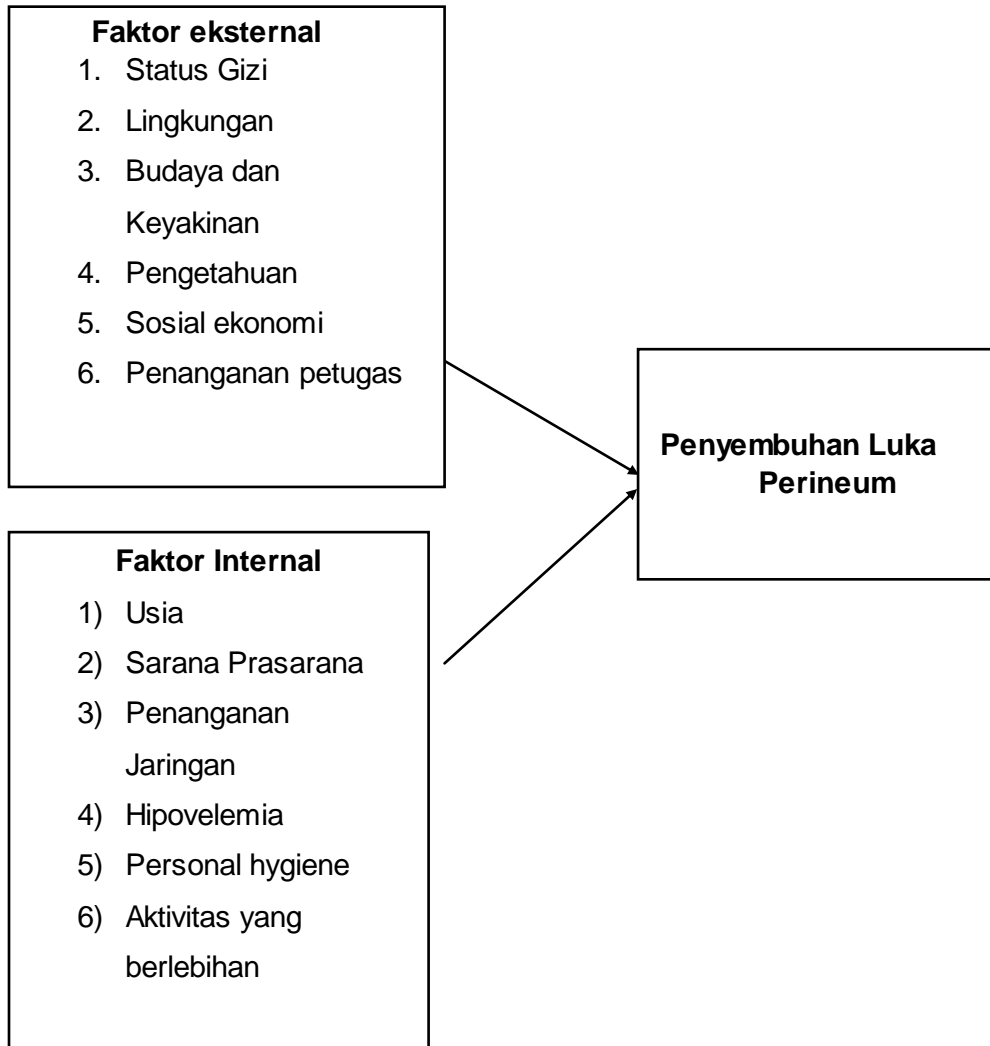 Faktor eksternal
1. Status Gizi
2. Lingkungan
3. Budaya dan
Keyakinan
4. Pengetahuan
5. Sosial ekonomi
6. Penanganan petugas
Penyembuhan Luka
Perineum
Faktor Internal
1) Usia
2) Sarana Prasarana
3) Penanganan
Jaringan
4) Hipovelemia
5) Personal hygiene
6) Aktivitas yang
berlebihan